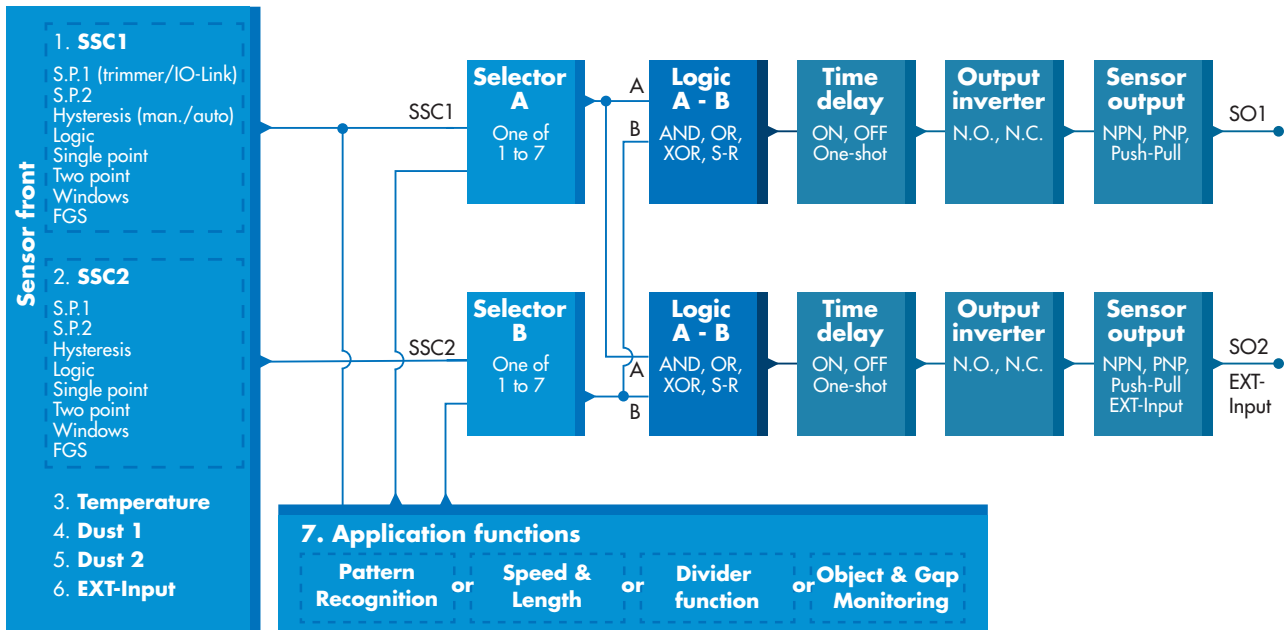 Sensor front
1. SSC1
S.P.1 (trimmer/IO-Link)
S.P.2
Hysteresis (man./auto)
Logic
Single point
Two point
Windows
FGS
2. SSC2
S.P.1
S.P.2
Hysteresis
Logic
Single point
Two point
Windows
FGS
3. Temperature
4. Dust 1
5. Dust 2
6. EXT-Input
SSC1
Selector
A
One of
1 to 7
A
B
Logic
A - B
AND, OR,
XOR, S-R
Time
delay
ON, OFF
One-shot
Output
inverter
N.O., N.C.
Sensor
output
NPN, PNP,
Push-Pull
SO1
SSC2
Selector
B
One of
1 to 7
A
B
Logic
A - B
AND, OR,
XOR, S-R
Time
delay
ON, OFF
One-shot
Output
inverter
N.O., N.C.
Sensor
output
NPN, PNP,
Push-Pull
EXT-Input
SO2
EXT-
Input
7. Application functions
Pattern
Recognition
or
Speed &
Length
or
Divider
function
or
Object & Gap
Monitoring